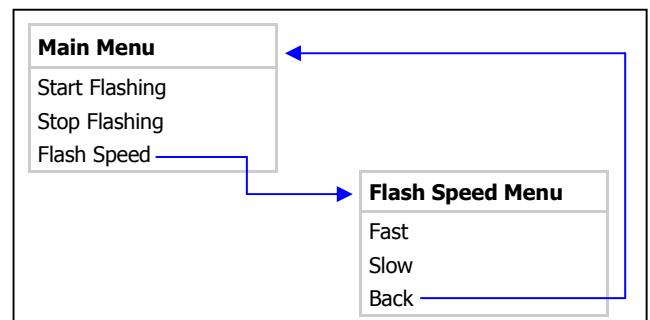 Main Menu
Start Flashing
Stop Flashing
Flash Speed
Flash Speed Menu
Fast
Slow
Back